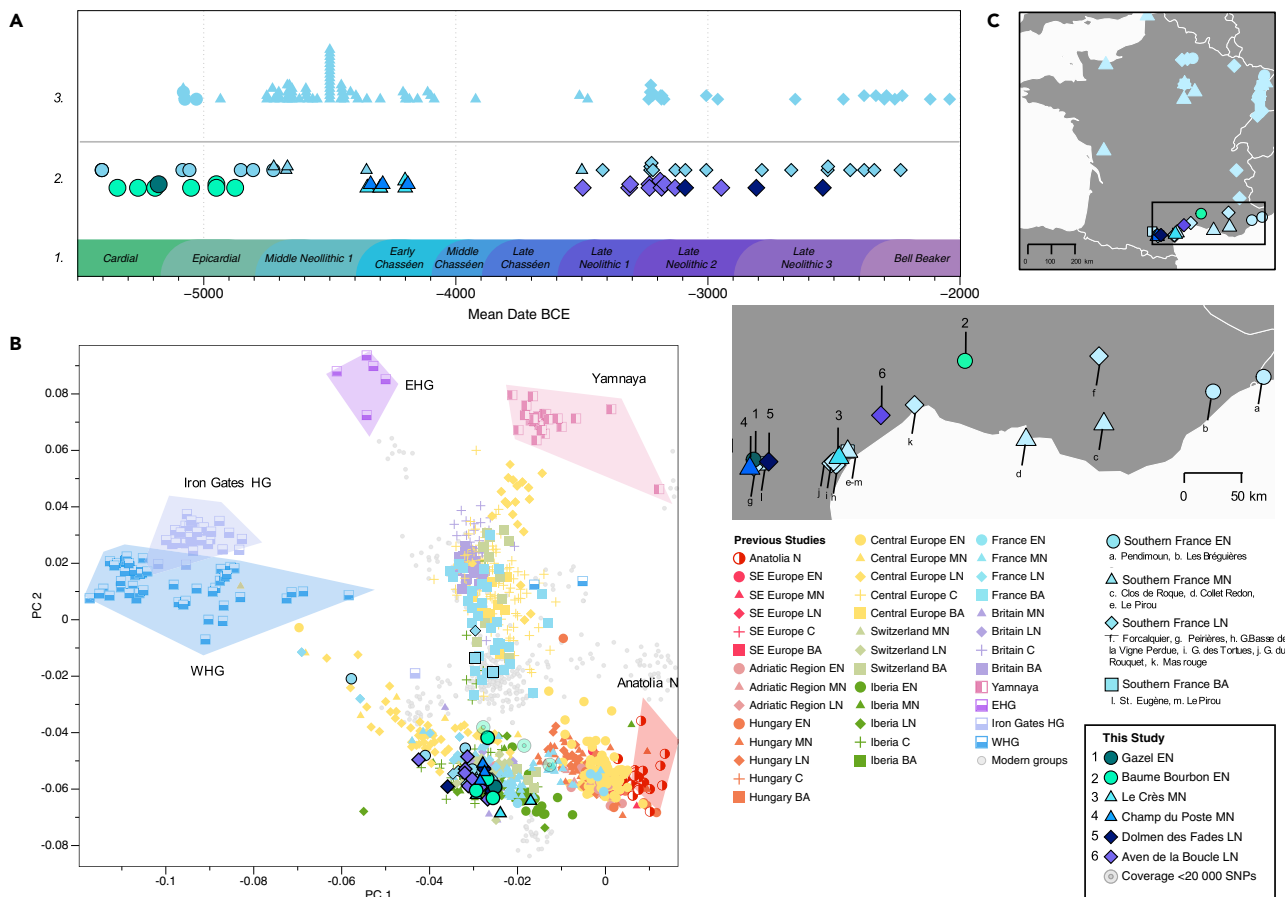 A
3.
2.
1.
Cardial
Epicardial
Middle Neollithic 1
Early
Chasséen
Middle
Chasséen
Late
Chasséen
Late
Neolithic 1
Late
Neolithic 2
Late
Neolithic 3
Bell Beaker
−5000
−4000
−3000
−2000
Mean Date BCE
C
0 100 200 km
B
EHG
Yamnaya
Iron Gates HG
WHG
Anatolia N
0.08
0.06
0.04
0.02
0
-0.02
-0.04
-0.06
-0.08
PC 2
-0.1
-0.08
-0.06
-0.04
-0.02
0
PC 1
2
6
f
b
a
k
3
1
4
5
c
d
e-m
j
i
h
g
l
0 50 km
Previous Studies
Anatolia N
SE Europe EN
SE Europe MN
SE Europe LN
SE Europe C
SE Europe BA
Adriatic Region EN
Adriatic Region MN
Adriatic Region LN
Hungary EN
Hungary MN
Hungary LN
Hungary C
Hungary BA
Central Europe EN
Central Europe MN
Central Europe LN
Central Europe C
Central Europe BA
Switzerland MN
Switzerland LN
Switzerland BA
Iberia EN
Iberia MN
Iberia LN
Iberia C
Iberia BA
France EN
France MN
France LN
France BA
Britain MN
Britain LN
Britain C
Britain BA
Yamnaya
EHG
Iron Gates HG
WHG
Modern groups
Southern France EN
a. Pendimoun, b. Les Bréguières
Southern France MN
c. Clos de Roque, d. Collet Redon,
e. Le Pirou
Southern France LN
f. Forcalquier, g. Peirières, h. G.Basse de
la Vigne Perdue, i. G. des Tortues, j. G. du
Rouquet, k. Mas rouge
Southern France BA
l. St. Eugène, m. Le Pirou
This Study
1 Gazel EN
2 Baume Bourbon EN
3 Le Crès MN
4 Champ du Poste MN
5 Dolmen des Fades LN
6 Aven de la Boucle LN
Coverage <20 000 SNPs